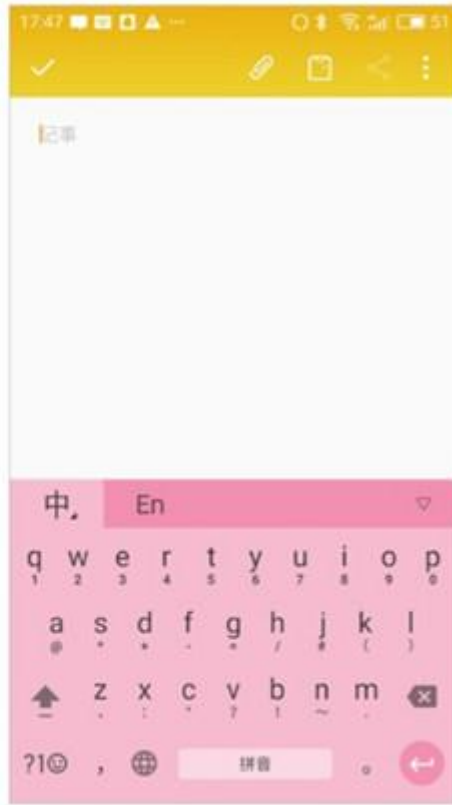 17:47 51
记事
中 En
q w e r t y u i o p
1 2 3 4 5 6 7 8 9 0
a s d f g h j k l
@ * + - = / # ( )
z x c v b n m
, : " ? ! ~ .
?1☺ , 拼音 。